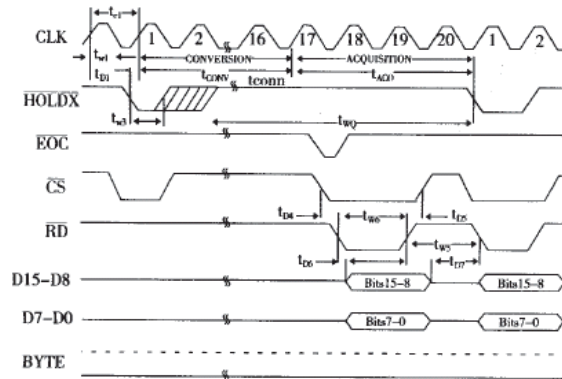 t_c1
CLK 1 2 16 17 18 19 20 1 2
t_w1 CONVERSION ACQUISITION
t_D1 t_CONV t_ACQ
tconn
HOLDX
t_w3 t_WQ
EOC
CS
t_D4 t_W6 t_D5
RD
t_D6 t_W5 t_D7
D15-D8 Bits15-8 Bits15-8
D7-D0 Bits7-0 Bits7-0
BYTE